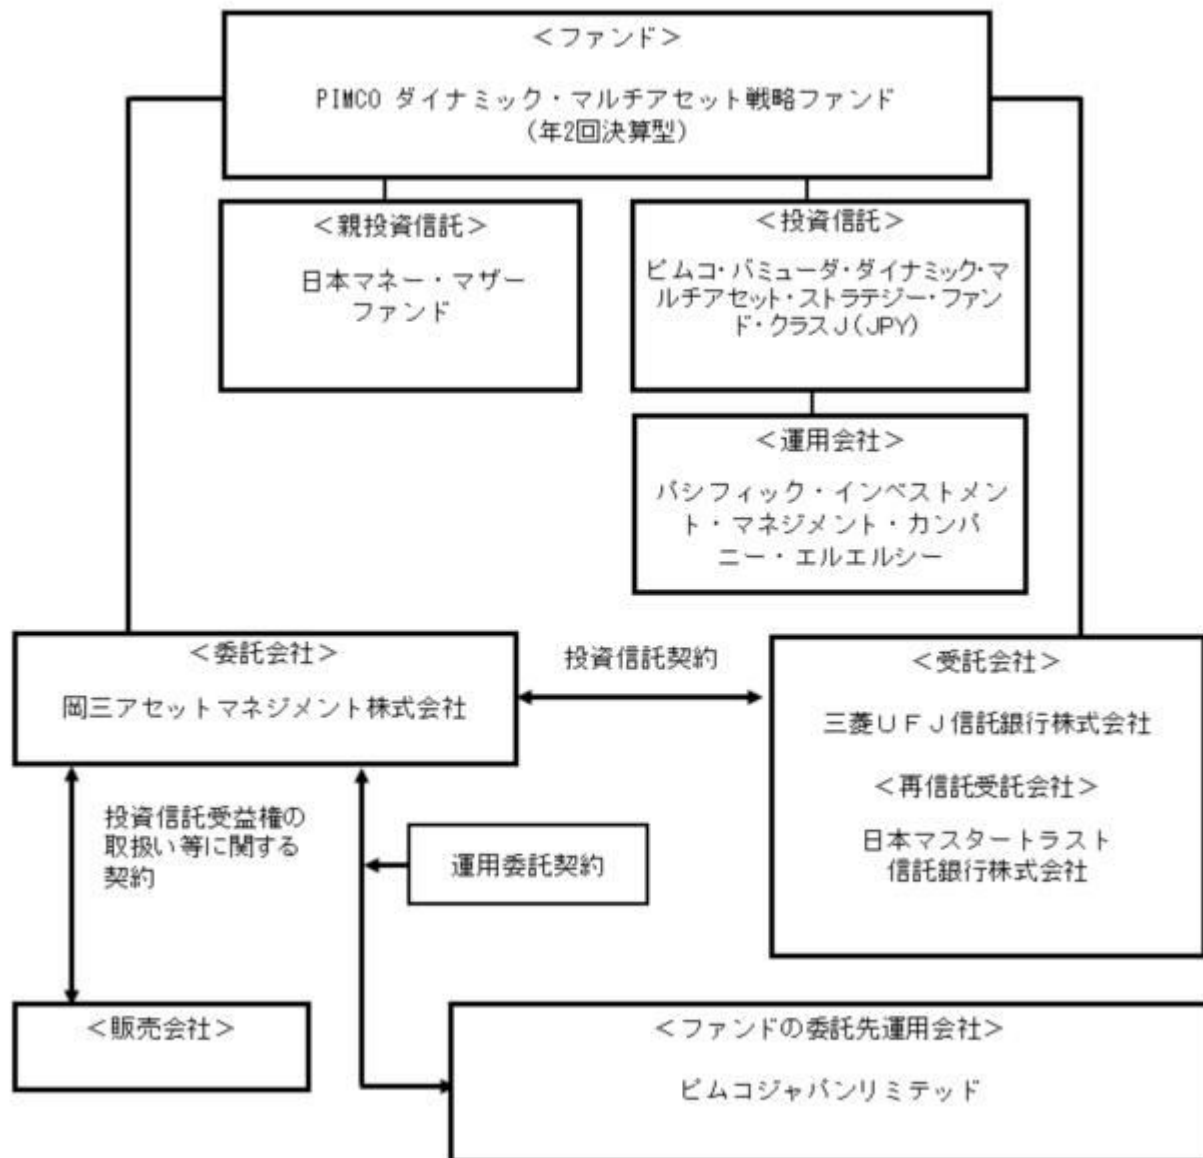 ＜ファンド＞
PIMCO ダイナミック・マルチアセット戦略ファンド
（年2回決算型）
＜親投資信託＞
日本マネー・マザー
ファンド
＜投資信託＞
ピムコ・バミューダ・ダイナミック・マ
ルチアセット・ストラテジー・ファン
ド・クラスＪ（JPY）
＜運用会社＞
パシフィック・インベストメン
ト・マネジメント・カンパ
ニー・エルエルシー
＜委託会社＞
岡三アセットマネジメント株式会社
投資信託契約
＜受託会社＞
三菱ＵＦＪ信託銀行株式会社
＜再信託受託会社＞
日本マスタートラスト
信託銀行株式会社
投資信託受益権の
取扱い等に関する
契約
運用委託契約
＜販売会社＞
＜ファンドの委託先運用会社＞
ピムコジャパンリミテッド